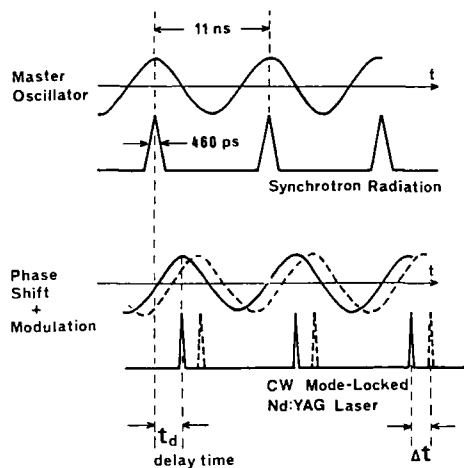 11 ns
Master
Oscillator
t
460 ps
Synchrotron Radiation
Phase
Shift
+
Modulation
t
CW Mode-Locked
Nd:YAG Laser
td
delay time
Δt